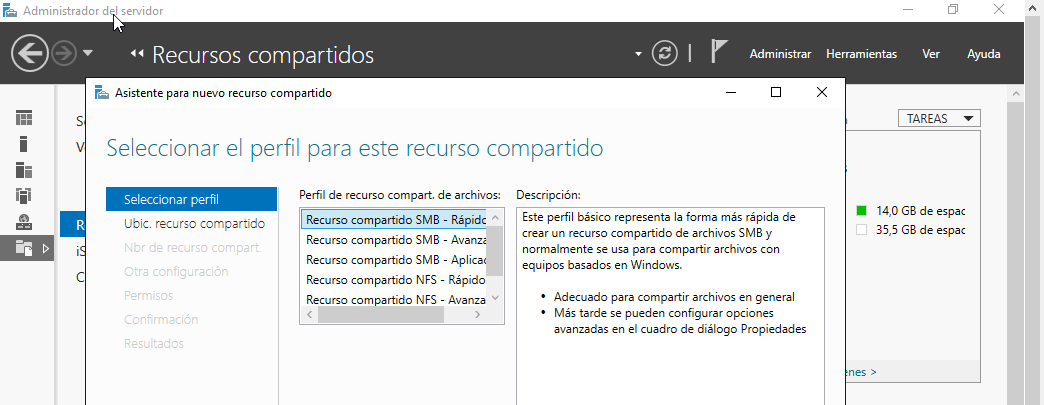 Administrador del servidor
Recursos compartidos
Administrar Herramientas Ver Ayuda
Asistente para nuevo recurso compartido
TAREAS
Seleccionar el perfil para este recurso compartido
Seleccionar perfil
Ubic. recurso compartido
Nbr de recurso compart.
Otra configuración
Permisos
Confirmación
Resultados
Perfil de recurso compart. de archivos:
Recurso compartido SMB - Rápido
Recurso compartido SMB - Avanza
Recurso compartido SMB - Aplicac
Recurso compartido NFS - Rápido
Recurso compartido NFS - Avanza
Descripción:
Este perfil básico representa la forma más rápida de
crear un recurso compartido de archivos SMB y
normalmente se usa para compartir archivos con
equipos basados en Windows.
• Adecuado para compartir archivos en general
• Más tarde se pueden configurar opciones
avanzadas en el cuadro de diálogo Propiedades
14,0 GB de espac
35,5 GB de espac
enes >